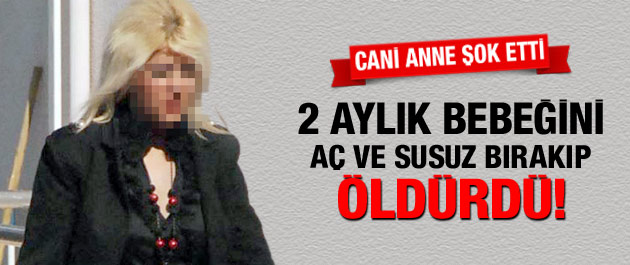 CANİ ANNE ŞOK ETTİ
2 AYLIK BEBEĞİNİ
AÇ VE SUSUZ BIRAKIP
ÖLDÜRDÜ!